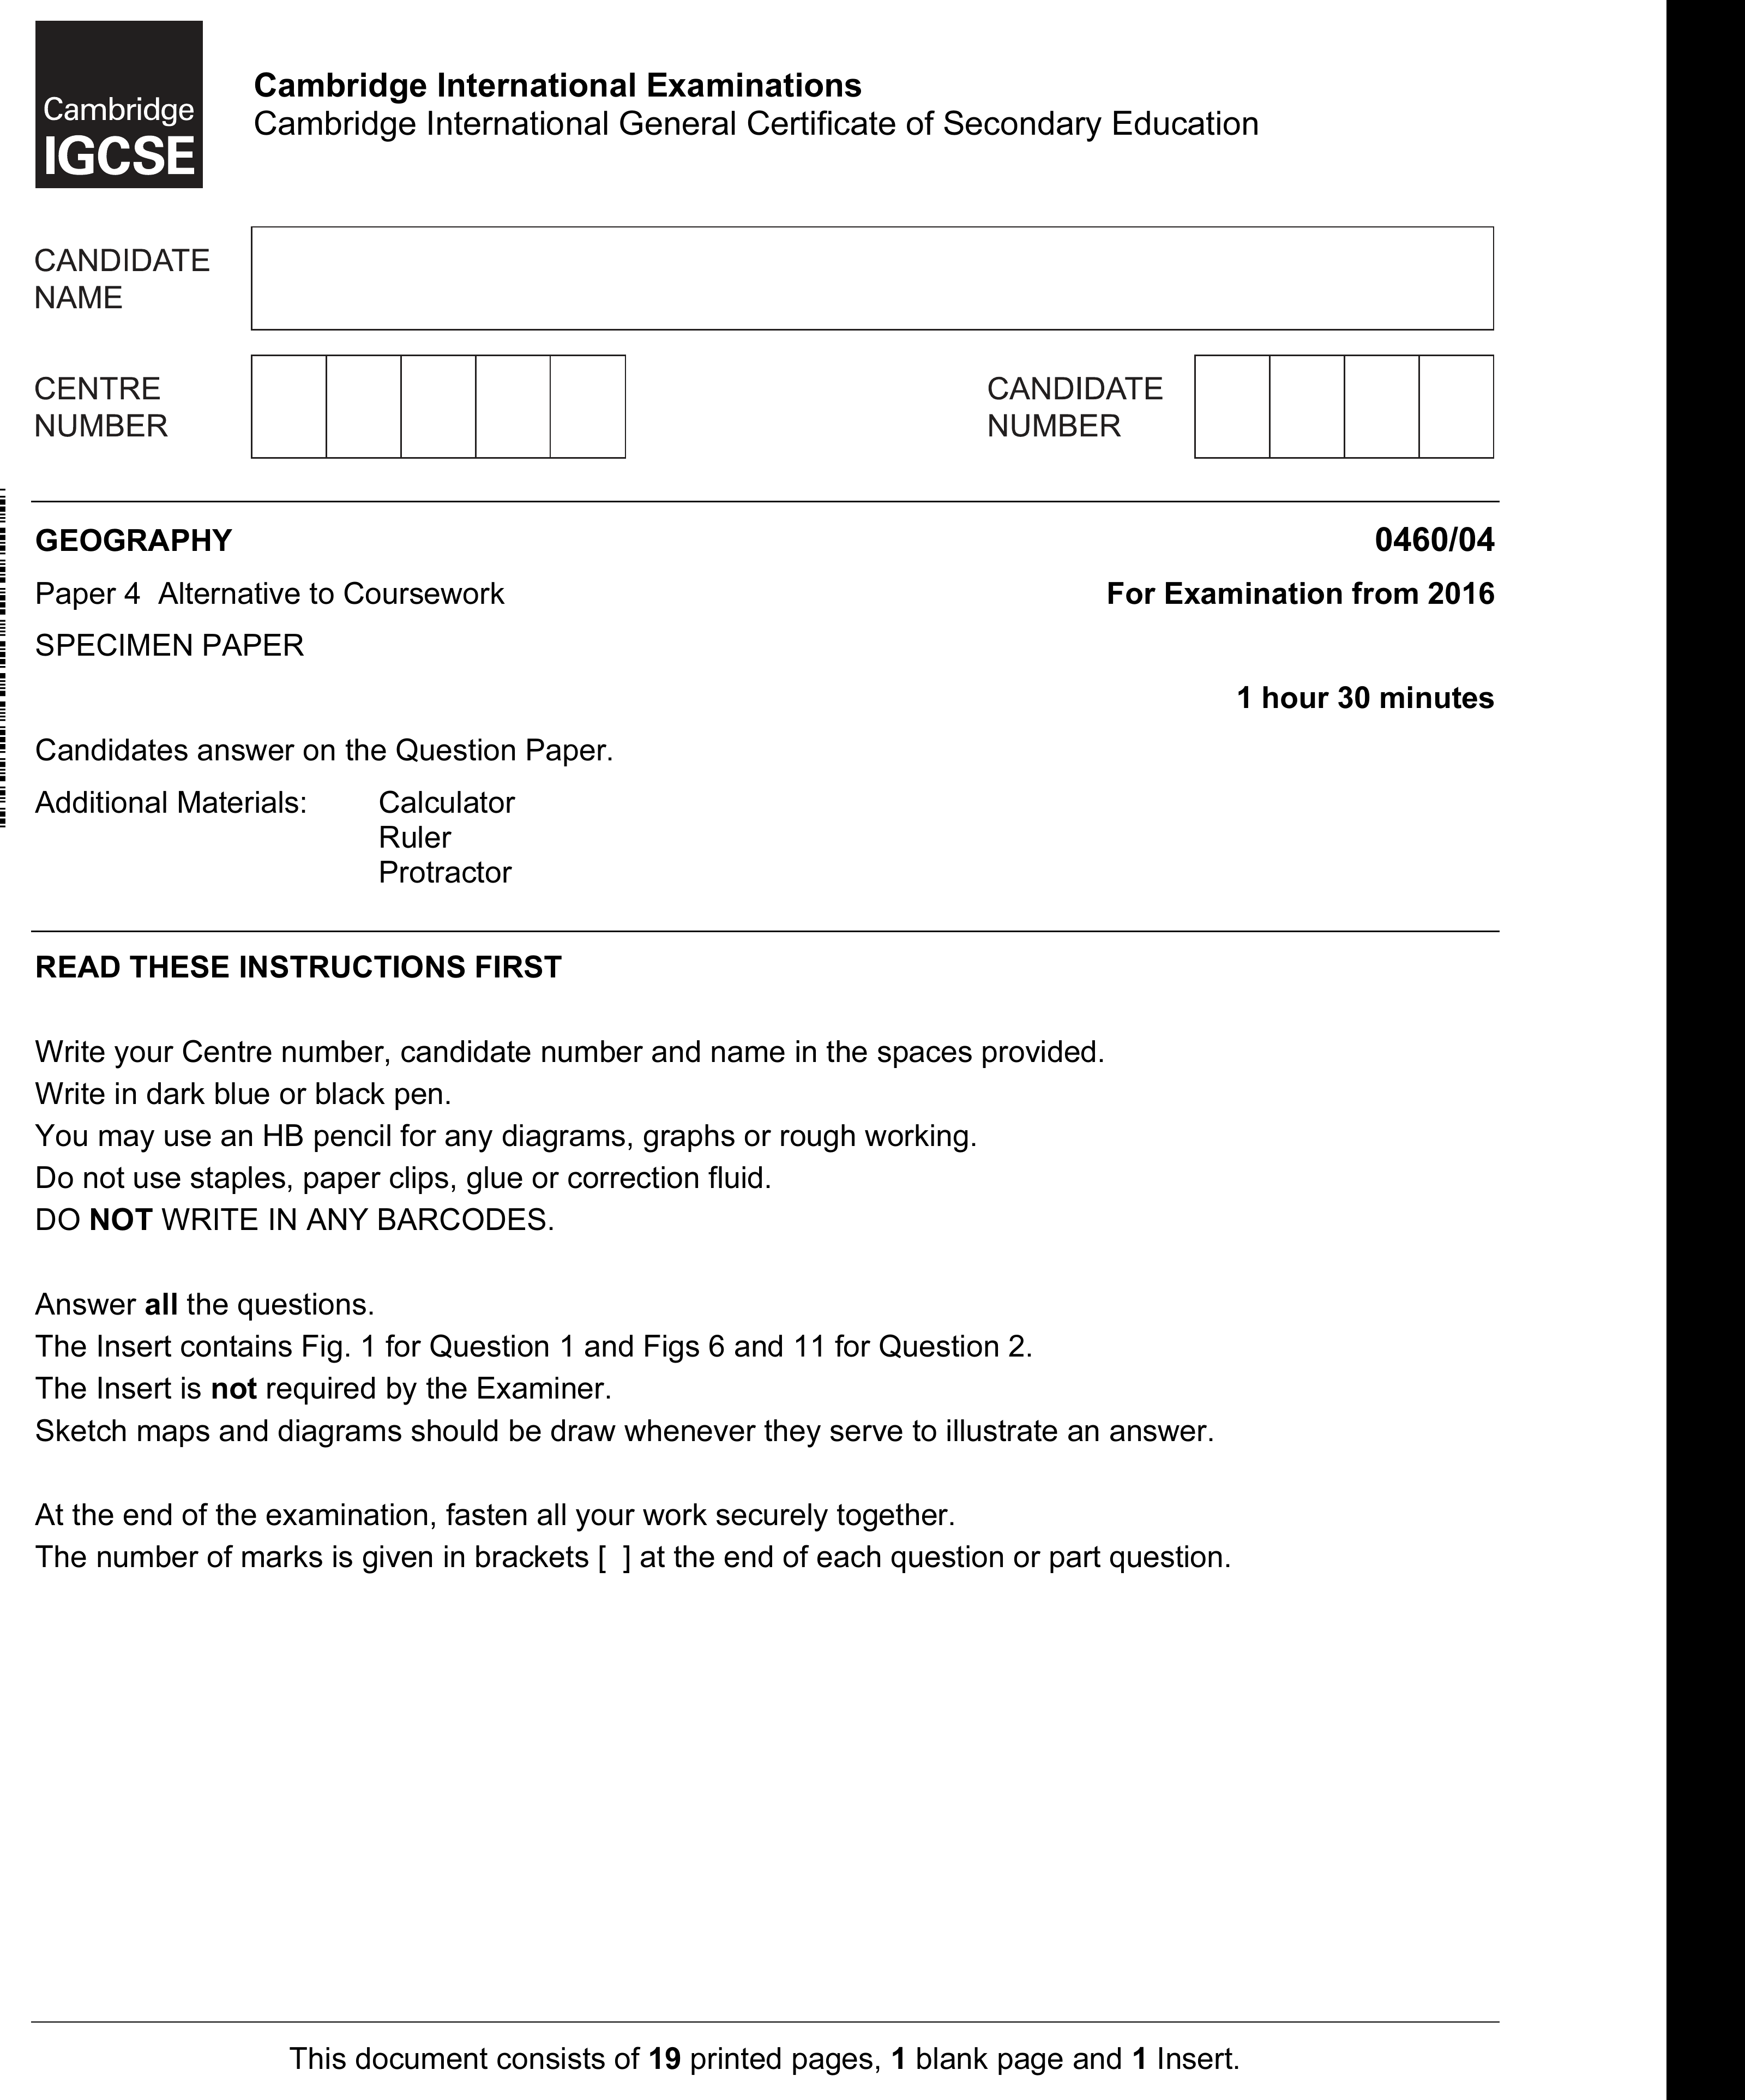 Cambridge
IGCSE
Cambridge International Examinations
Cambridge International General Certificate of Secondary Education
CANDIDATE
NAME
CENTRE
NUMBER
CANDIDATE
NUMBER
GEOGRAPHY 0460/04
Paper 4 Alternative to Coursework For Examination from 2016
SPECIMEN PAPER
1 hour 30 minutes
Candidates answer on the Question Paper.
Additional Materials: Calculator
Ruler
Protractor
READ THESE INSTRUCTIONS FIRST
Write your Centre number, candidate number and name in the spaces provided.
Write in dark blue or black pen.
You may use an HB pencil for any diagrams, graphs or rough working.
Do not use staples, paper clips, glue or correction fluid.
DO NOT WRITE IN ANY BARCODES.
Answer all the questions.
The Insert contains Fig. 1 for Question 1 and Figs 6 and 11 for Question 2.
The Insert is not required by the Examiner.
Sketch maps and diagrams should be draw whenever they serve to illustrate an answer.
At the end of the examination, fasten all your work securely together.
The number of marks is given in brackets [ ] at the end of each question or part question.
This document consists of 19 printed pages, 1 blank page and 1 Insert.